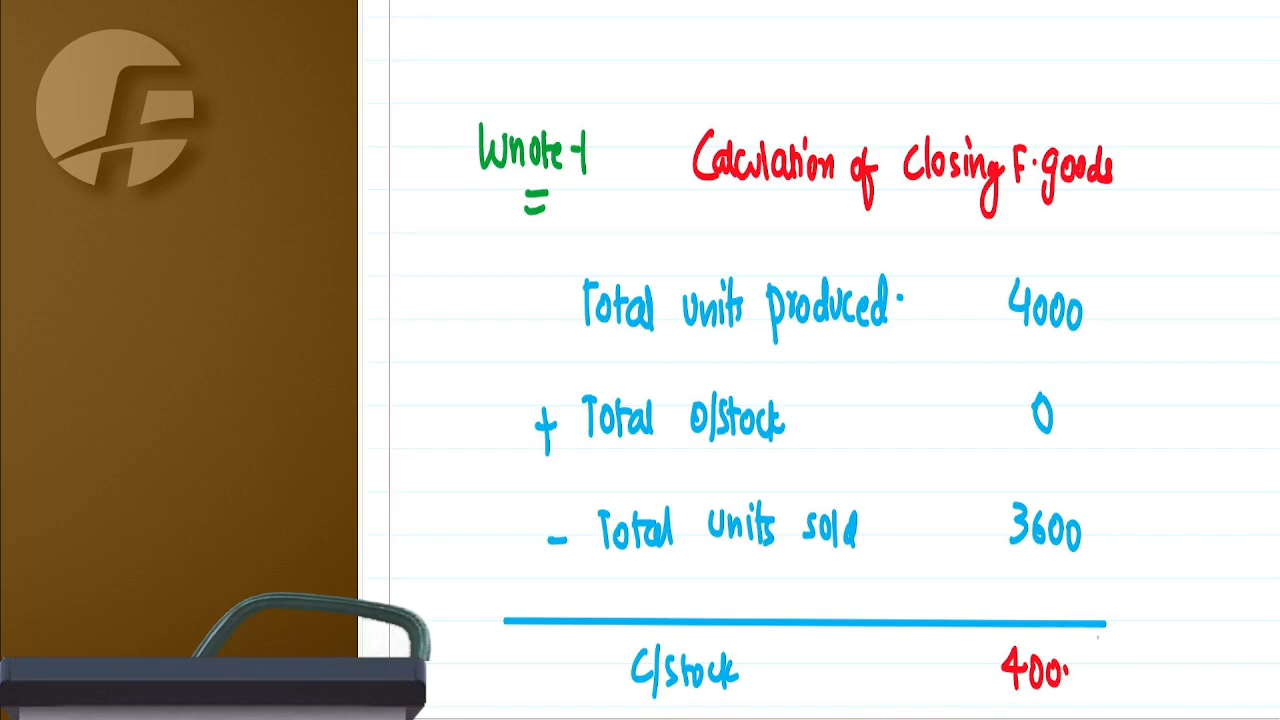 Wnote-1 Calculation of Closing F. goods
Total units produced. 4000
+ Total O/Stock 0
- Total units sold 3600
C/Stock 400.